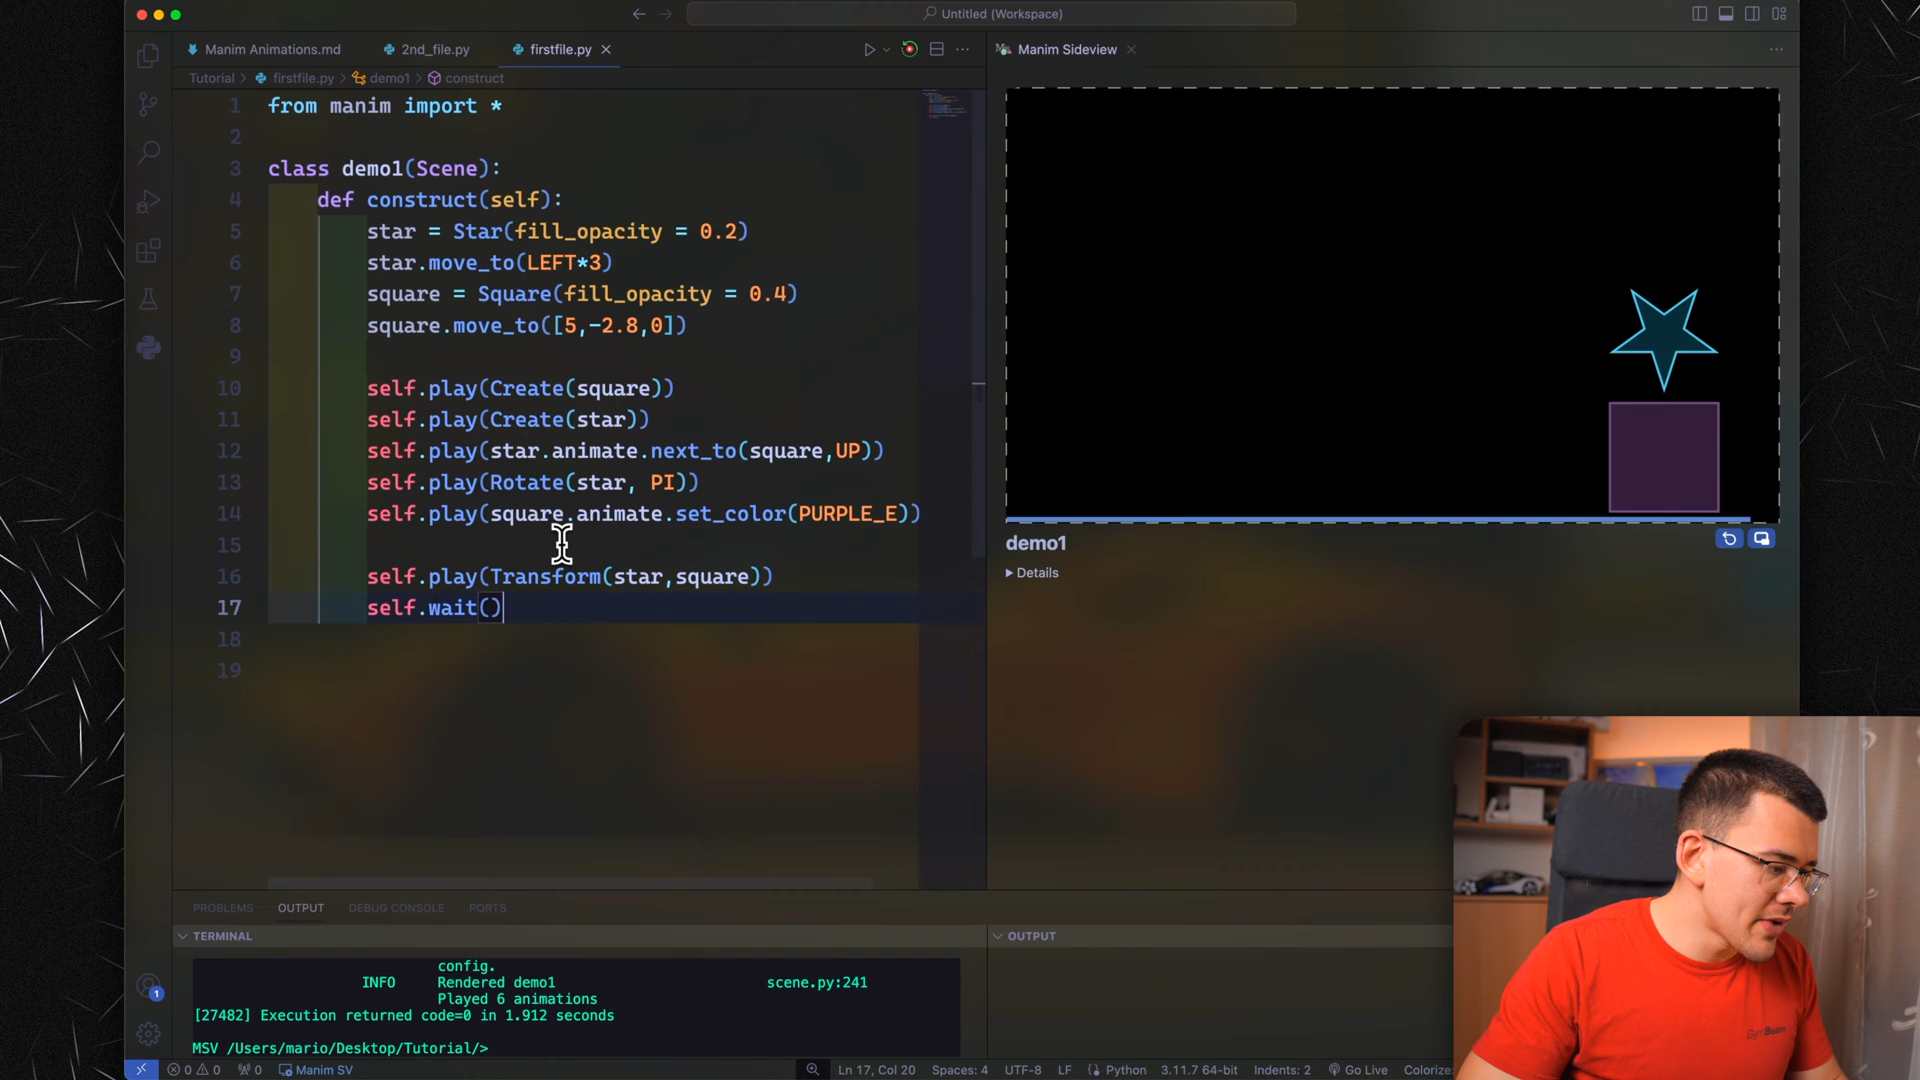 Untitled (Workspace)
Manim Animations.md
2nd_file.py
firstfile.py
Manim Sideview
Tutorial > firstfile.py > demo1 > construct
1 from manim import *
2
3 class demo1(Scene):
4 def construct(self):
5 star = Star(fill_opacity = 0.2)
6 star.move_to(LEFT*3)
7 square = Square(fill_opacity = 0.4)
8 square.move_to([5,-2.8,0])
9
10 self.play(Create(square))
11 self.play(Create(star))
12 self.play(star.animate.next_to(square,UP))
13 self.play(Rotate(star, PI))
14 self.play(square.animate.set_color(PURPLE_E))
15
16 self.play(Transform(star,square))
17 self.wait()
18
19
demo1
Details
PROBLEMS OUTPUT DEBUG CONSOLE PORTS
TERMINAL
OUTPUT
config.
INFO Rendered demo1 scene.py:241
Played 6 animations
[27482] Execution returned code=0 in 1.912 seconds
MSV /Users/mario/Desktop/Tutorial/>
1
0 0 0 Manim SV
Ln 17, Col 20 Spaces: 4 UTF-8 LF Python 3.11.7 64-bit Indents: 2 Go Live Colorize:
GymBeam